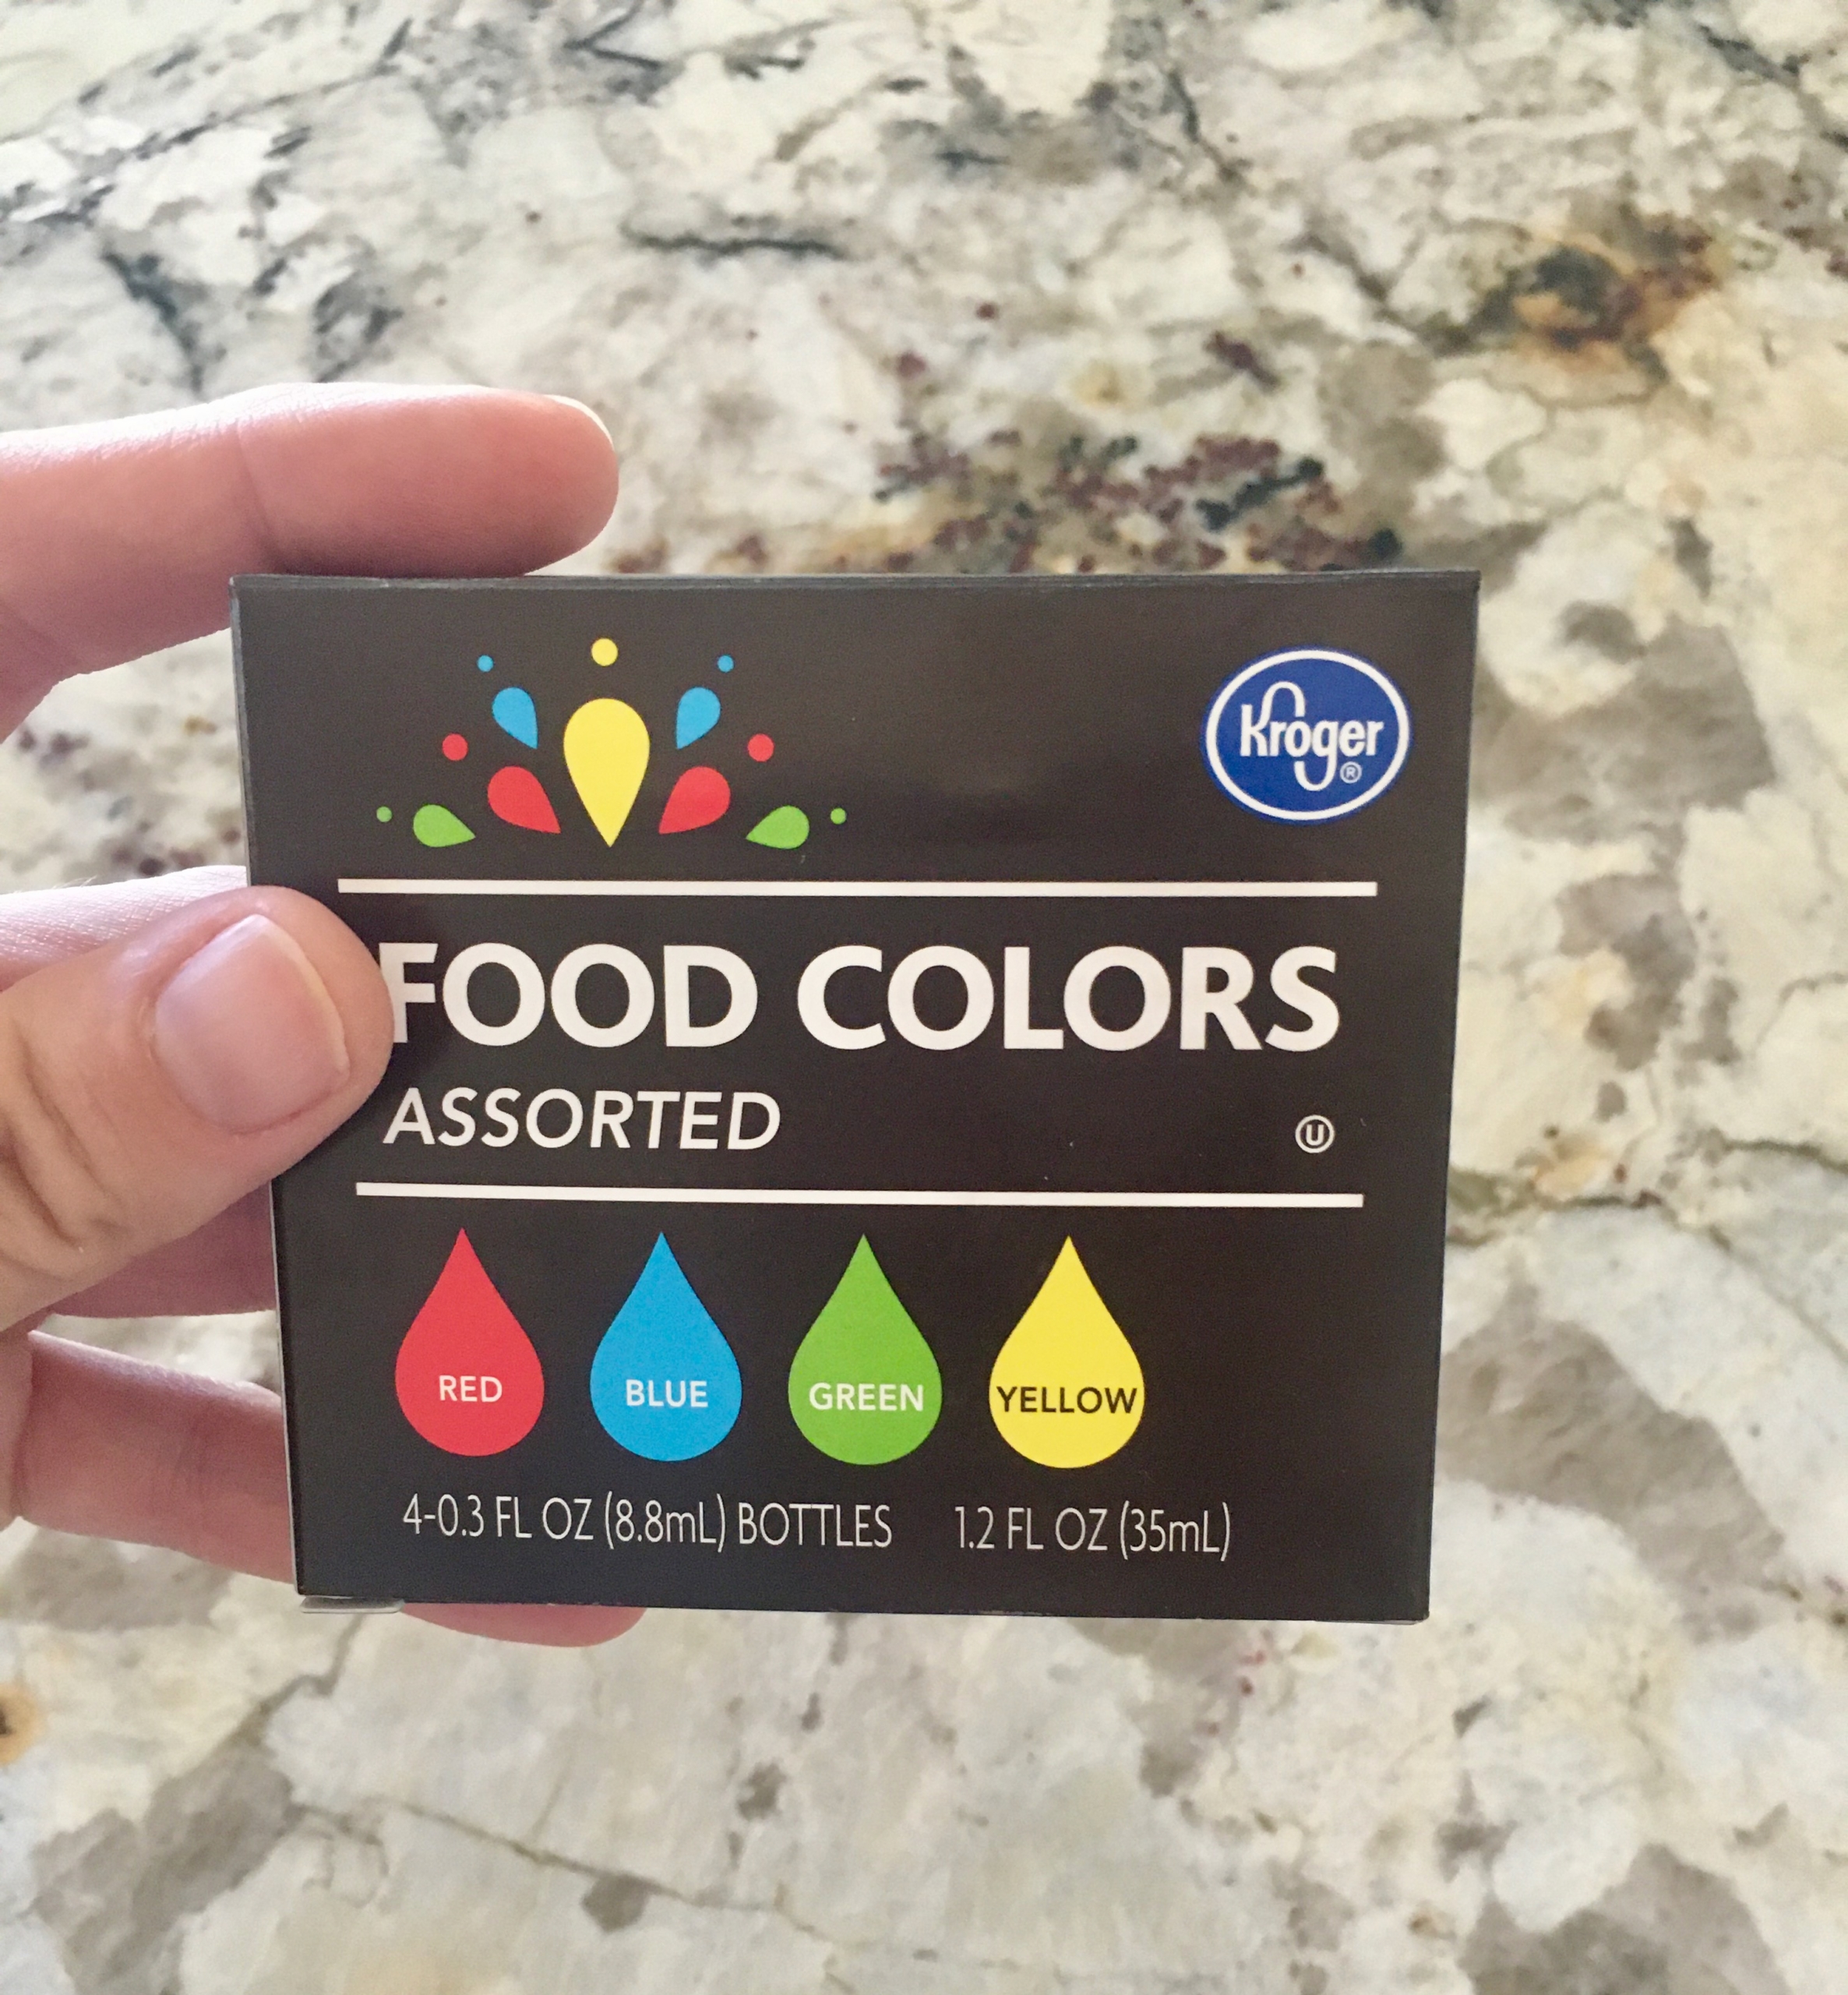 Kroger®
FOOD COLORS
ASSORTED
Ⓤ
RED BLUE GREEN YELLOW
4-0.3 FL OZ (8.8mL) BOTTLES 1.2 FL OZ (35mL)